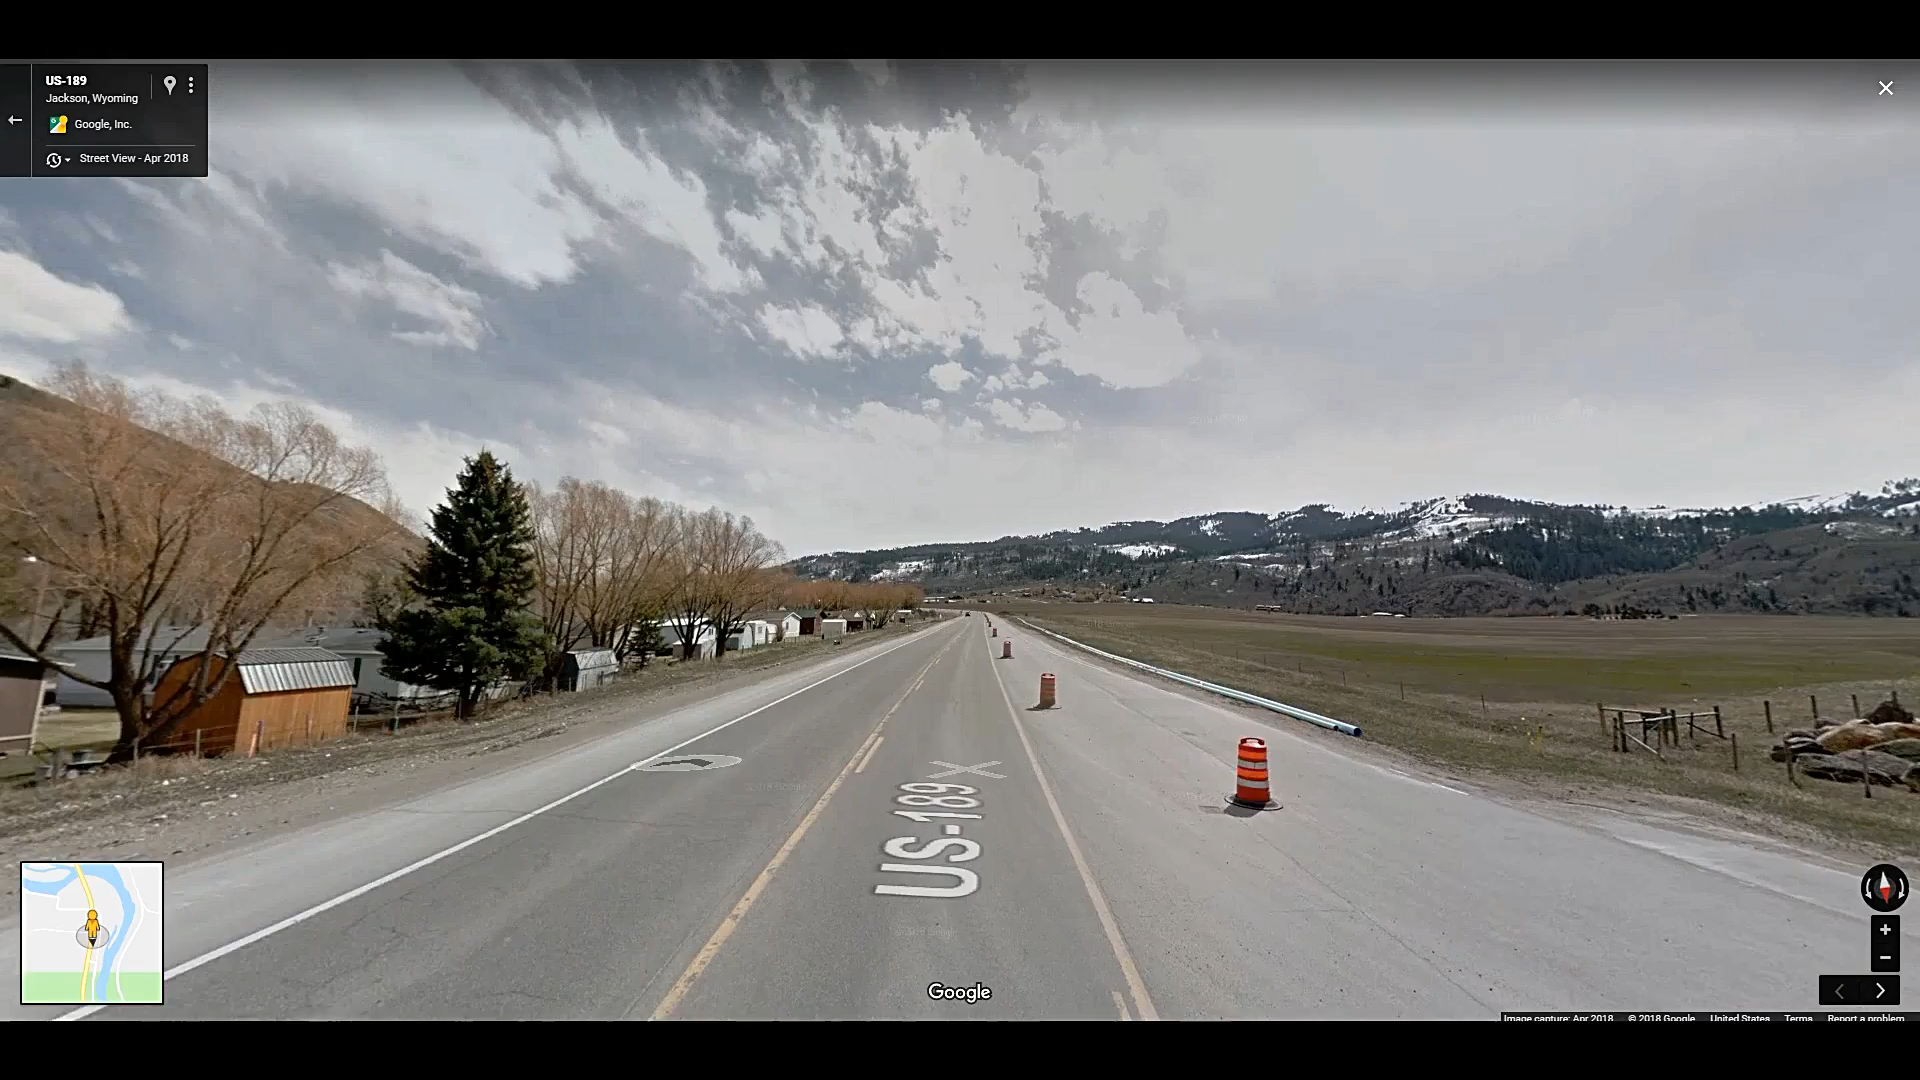 US-189
Jackson, Wyoming
Google, Inc.
Street View - Apr 2018
US-189
Google
Image capture: Apr 2018 © 2018 Google United States Terms Report a problem